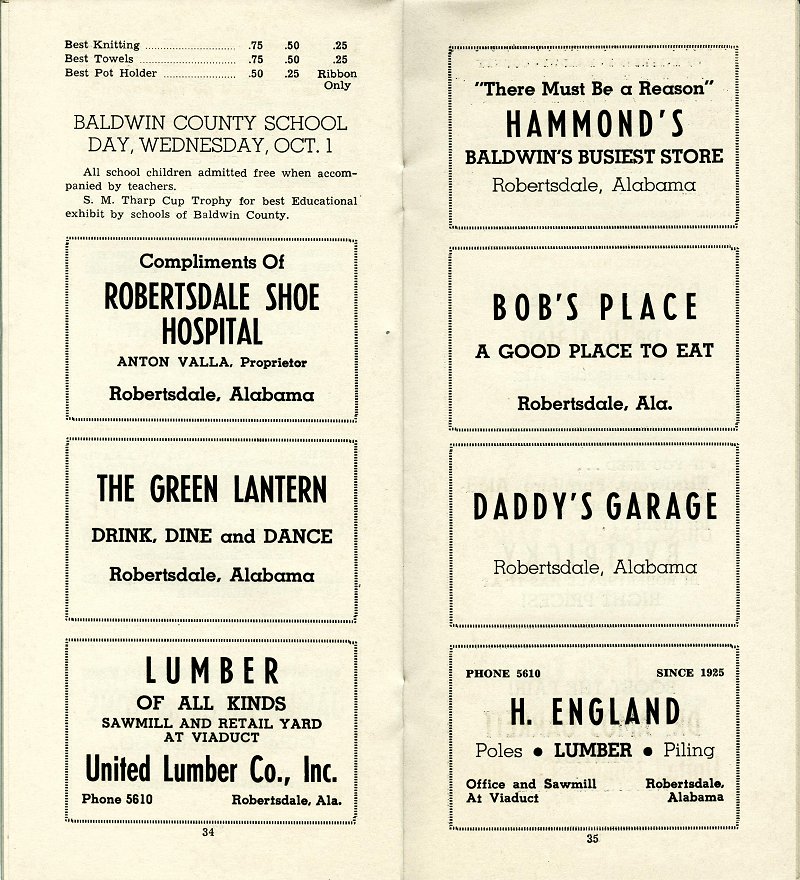 Best Knitting .75 .50 .25
Best Towels .75 .50 .25
Best Pot Holder .50 .25 Ribbon
Only
BALDWIN COUNTY SCHOOL
DAY, WEDNESDAY, OCT. 1
All school children admitted free when accom-
panied by teachers.
S. M. Tharp Cup Trophy for best Educational
exhibit by schools of Baldwin County.
Compliments Of
ROBERTSDALE SHOE
HOSPITAL
ANTON VALLA, Proprietor
Robertsdale, Alabama
THE GREEN LANTERN
DRINK, DINE and DANCE
Robertsdale, Alabama
LUMBER
OF ALL KINDS
SAWMILL AND RETAIL YARD
AT VIADUCT
United Lumber Co., Inc.
Phone 5610 Robertsdale, Ala.
34
"There Must Be a Reason"
HAMMOND'S
BALDWIN'S BUSIEST STORE
Robertsdale, Alabama
BOB'S PLACE
A GOOD PLACE TO EAT
Robertsdale, Ala.
DADDY'S GARAGE
Robertsdale, Alabama
PHONE 5610 SINCE 1925
H. ENGLAND
Poles • LUMBER • Piling
Office and Sawmill Robertsdale,
At Viaduct Alabama
35